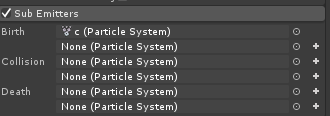 Sub Emitters
Birth c (Particle System)
None (Particle System)
Collision None (Particle System)
None (Particle System)
Death None (Particle System)
None (Particle System)